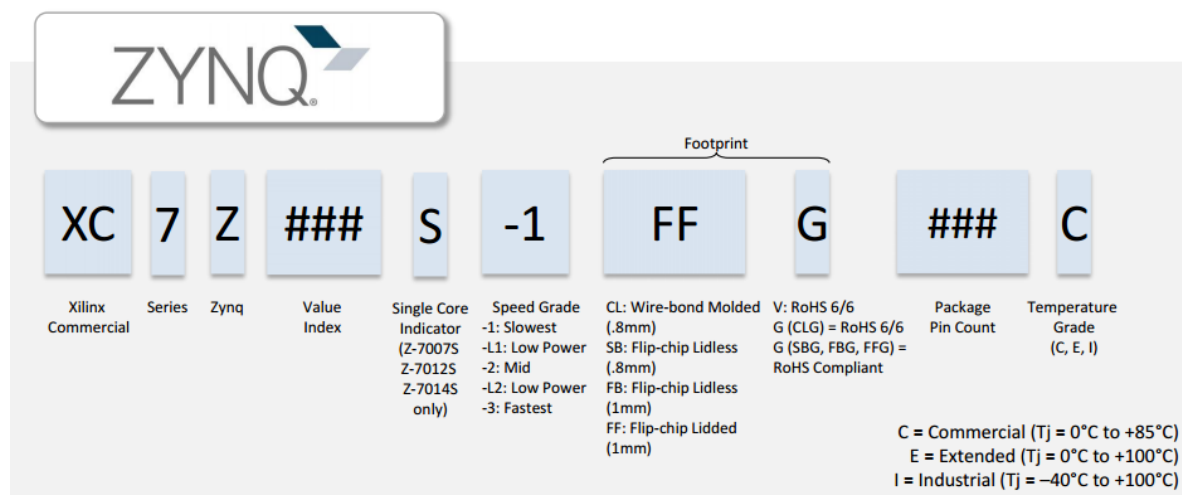 ZYNQ®
Footprint
XC 7 Z ### S -1 FF G ### C
Xilinx
Commercial
Series
Zynq
Value
Index
Single Core
Indicator
(Z-7007S
Z-7012S
Z-7014S
only)
Speed Grade
-1: Slowest
-L1: Low Power
-2: Mid
-L2: Low Power
-3: Fastest
CL: Wire-bond Molded
(.8mm)
SB: Flip-chip Lidless
(.8mm)
FB: Flip-chip Lidless
(1mm)
FF: Flip-chip Lidded
(1mm)
V: RoHS 6/6
G (CLG) = RoHS 6/6
G (SBG, FBG, FFG) =
RoHS Compliant
Package
Pin Count
Temperature
Grade
(C, E, I)
C = Commercial (Tj = 0°C to +85°C)
E = Extended (Tj = 0°C to +100°C)
I = Industrial (Tj = –40°C to +100°C)